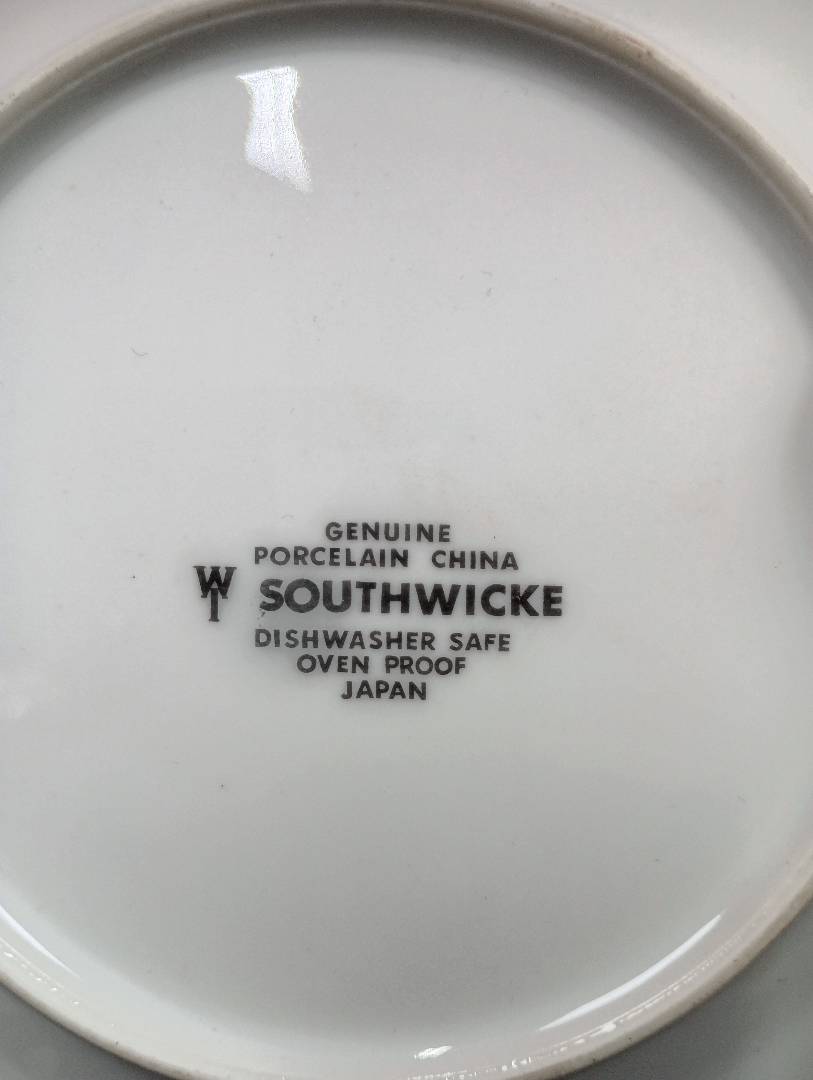 GENUINE
PORCELAIN CHINA
WI SOUTHWICKE
DISHWASHER SAFE
OVEN PROOF
JAPAN